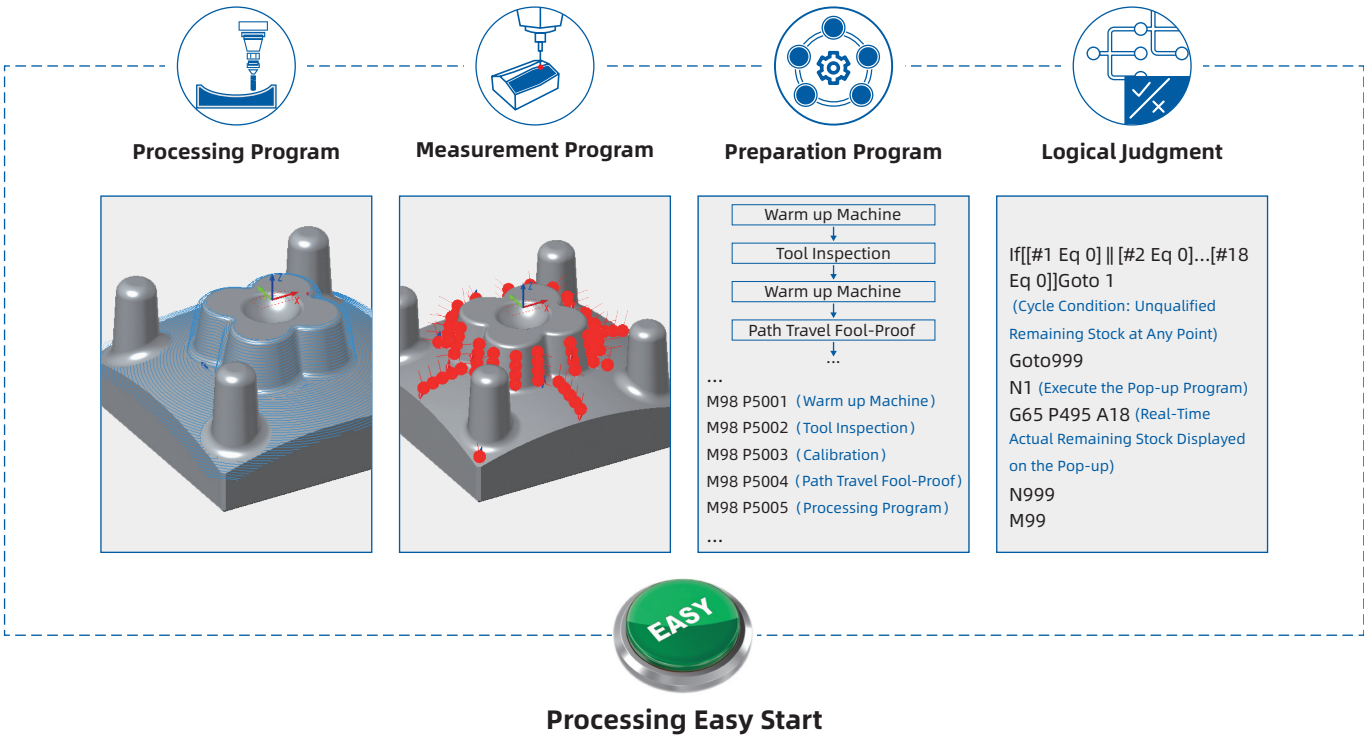 Processing Program
Measurement Program
Preparation Program
Logical Judgment
Warm up Machine
Tool Inspection
Warm up Machine
Path Travel Fool-Proof
...
...
M98 P5001 (Warm up Machine)
M98 P5002 (Tool Inspection)
M98 P5003 (Calibration)
M98 P5004 (Path Travel Fool-Proof)
M98 P5005 (Processing Program)
...
If[[#1 Eq 0] || [#2 Eq 0]...[#18
Eq 0]]Goto 1
(Cycle Condition: Unqualified
Remaining Stock at Any Point)
Goto999
N1 (Execute the Pop-up Program)
G65 P495 A18 (Real-Time
Actual Remaining Stock Displayed
on the Pop-up)
N999
M99
Z
X
Z
X
EASY
Processing Easy Start